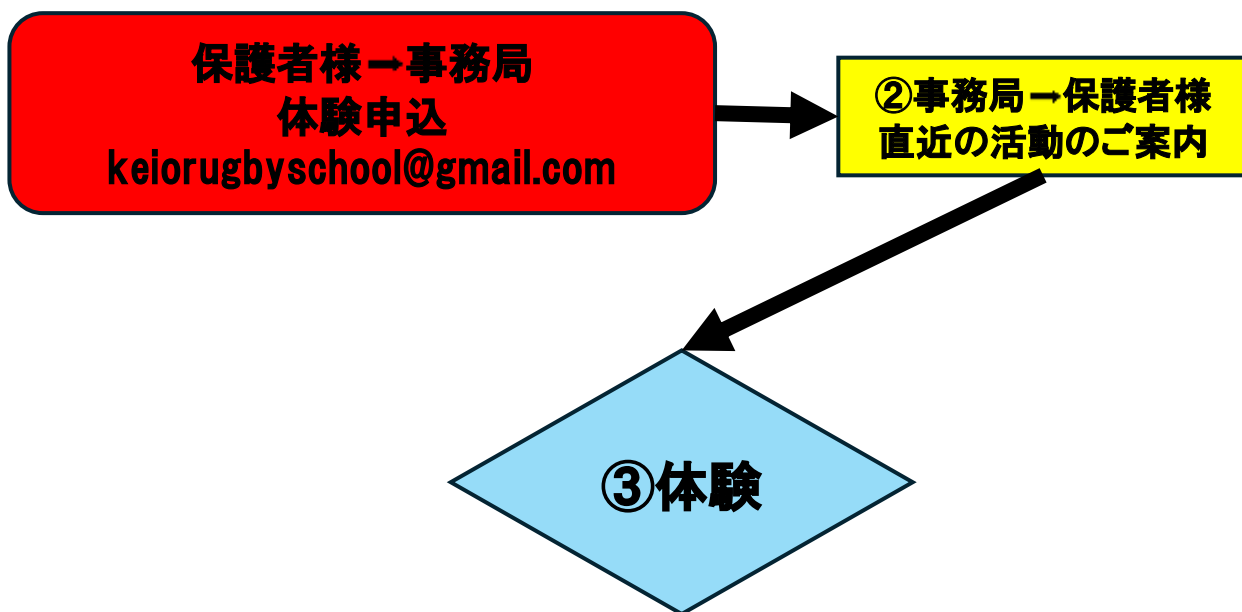 保護者様→事務局
体験申込
keiorugbyschool@gmail.com
②事務局→保護者様
直近の活動のご案内
③体験